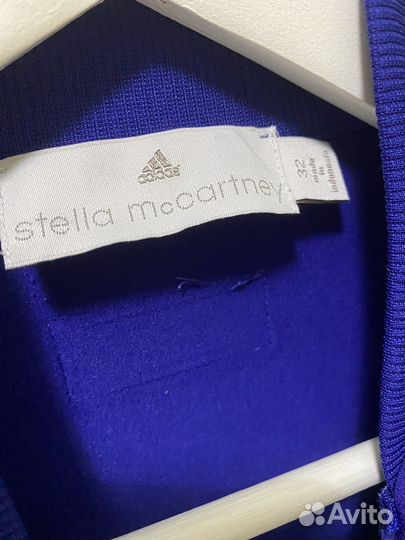 adidas
stella mccartney
32
made
in
indonesia
Avito